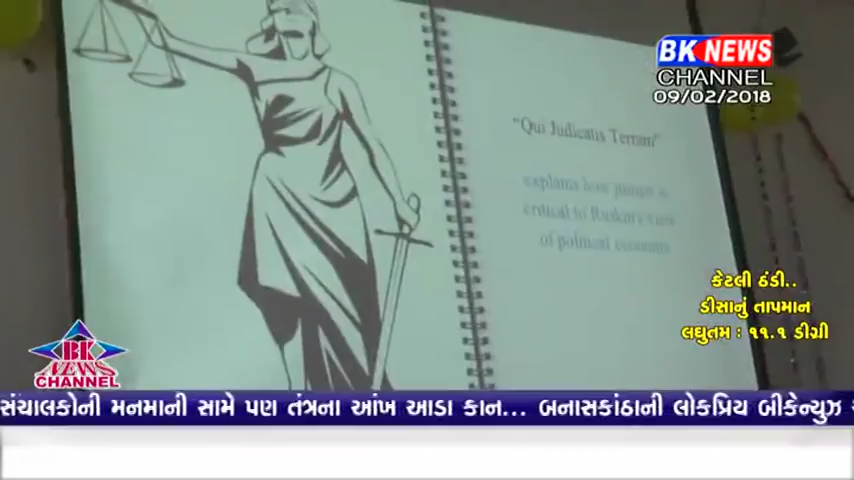 BK NEWS
CHANNEL
09/02/2018
"Qui Judicatis Terram"
explains how justice is
critical to Ruskin's view
of political economy
કેટલી ઠંડી..
ડીસાનું તાપમાન
લઘુતમ : ૧૧.૧ ડીગ્રી
BK
NEWS
CHANNEL
સંચાલકોની મનમાની સામે પણ તંત્રના આંખ આડા કાન... બનાસકાંઠાની લોકપ્રિય બીકેન્યુઝ